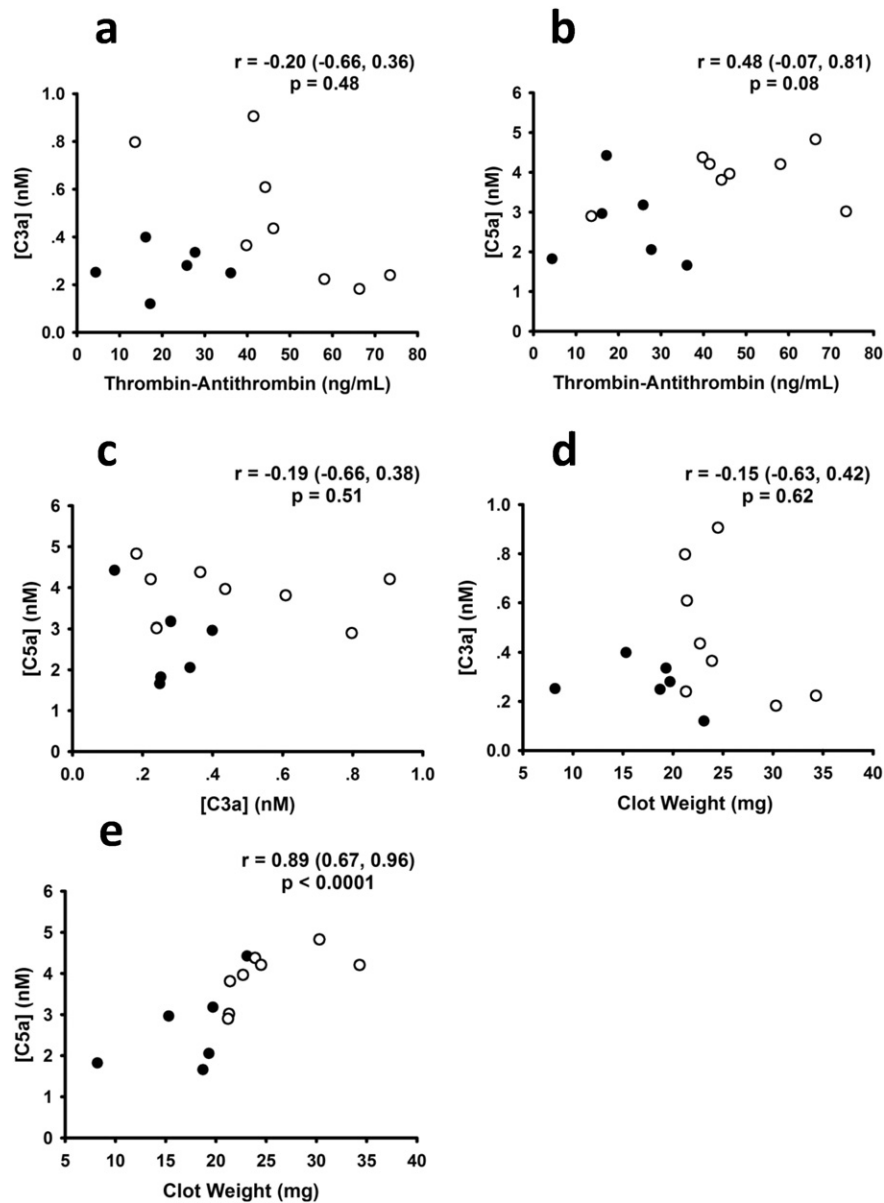 a
r = -0.20 (-0.66, 0.36)
p = 0.48
1.0
.8
.6
.4
.2
0.0
[C3a] (nM)
0 10 20 30 40 50 60 70 80
Thrombin-Antithrombin (ng/mL)
b
r = 0.48 (-0.07, 0.81)
p = 0.08
6
5
4
3
2
1
0
[C5a] (nM)
0 10 20 30 40 50 60 70 80
Thrombin-Antithrombin (ng/mL)
c
r = -0.19 (-0.66, 0.38)
p = 0.51
6
5
4
3
2
1
0
[C5a] (nM)
0.0 .2 .4 .6 .8 1.0
[C3a] (nM)
d
r = -0.15 (-0.63, 0.42)
p = 0.62
1.0
.8
.6
.4
.2
0.0
[C3a] (nM)
5 10 15 20 25 30 35 40
Clot Weight (mg)
e
r = 0.89 (0.67, 0.96)
p < 0.0001
6
5
4
3
2
1
0
[C5a] (nM)
5 10 15 20 25 30 35 40
Clot Weight (mg)